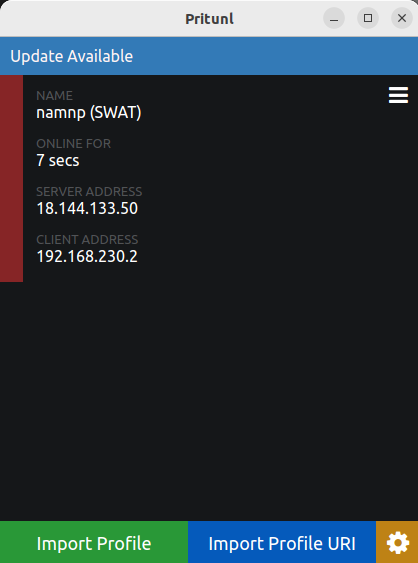 Pritunl
Update Available
NAME
namnp (SWAT)
ONLINE FOR
7 secs
SERVER ADDRESS
18.144.133.50
CLIENT ADDRESS
192.168.230.2
Import Profile
Import Profile URI